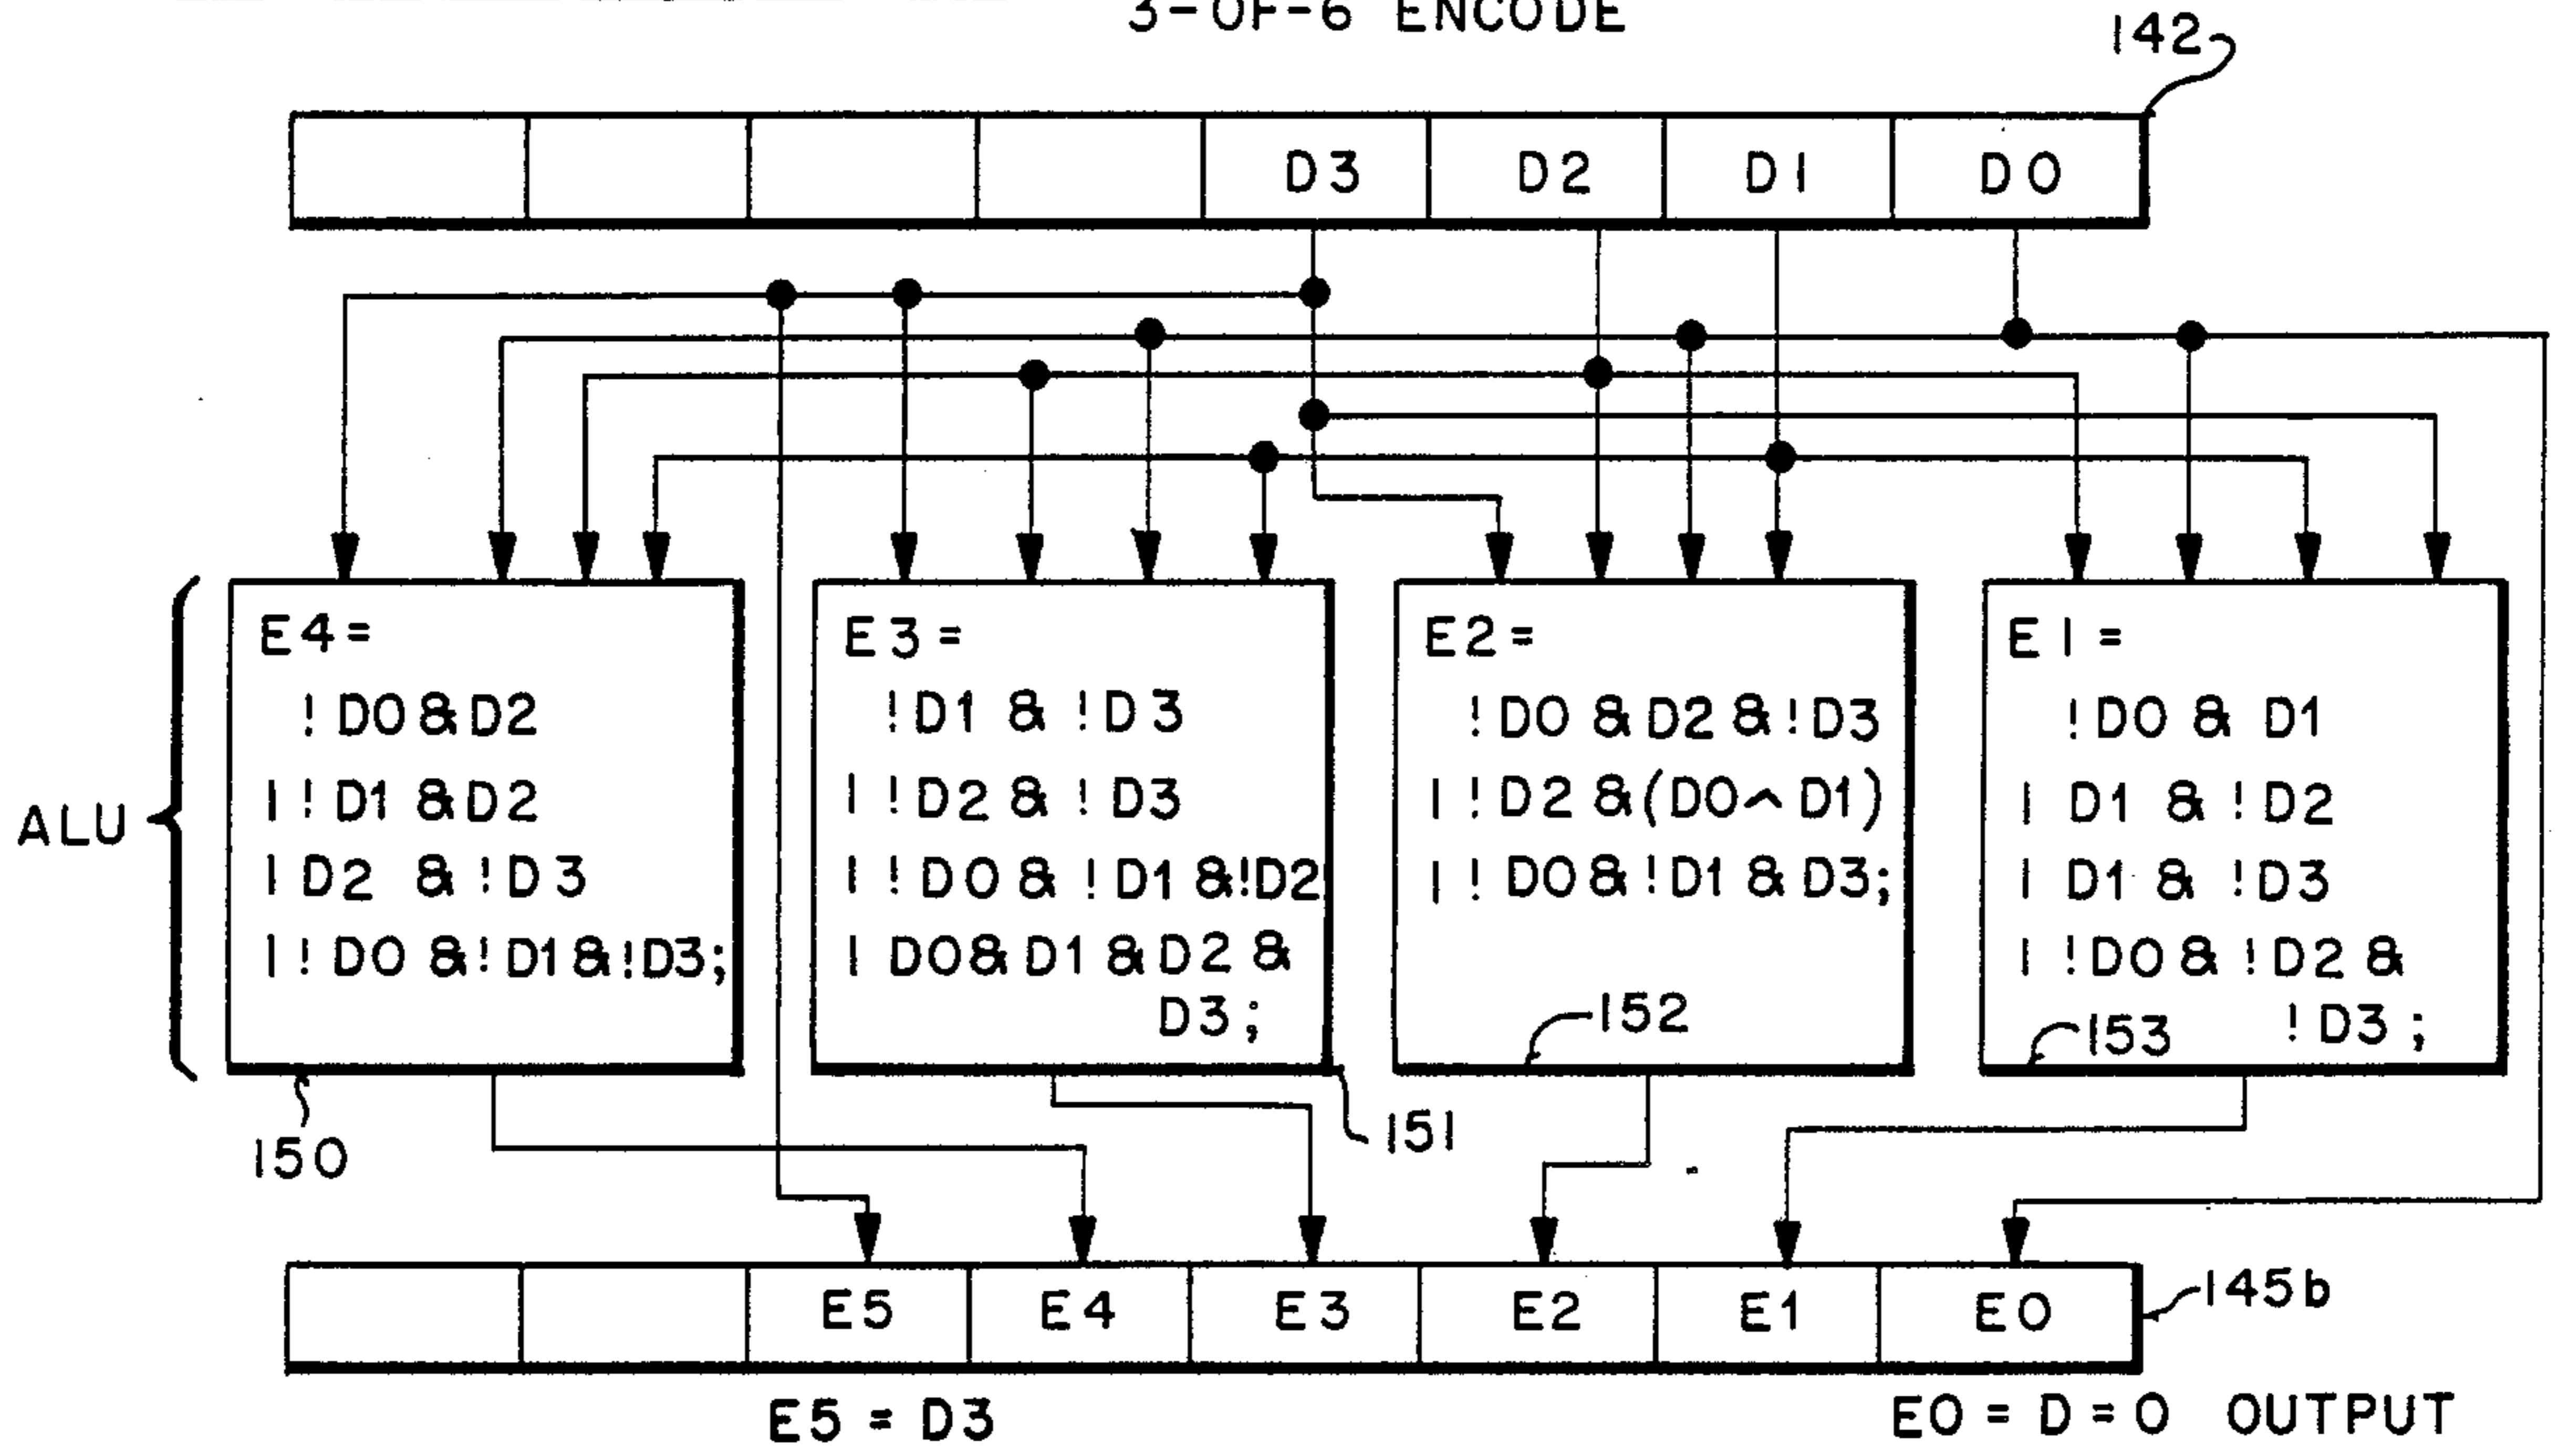 3-OF-6 ENCODE
142
D3 D2 D1 D0
ALU
E4=
!D0&D2
|!D1&D2
|D2 &!D3
|!D0 &!D1&!D3;
150
E3=
!D1 & !D3
| !D2 & !D3
| !D0 & !D1 &!D2
| D0&D1 &D2 &
D3;
151
E2=
!D0 &D2 &!D3
| !D2 &(D0^D1)
| !D0&!D1 &D3;
152
E1=
!D0 & D1
| D1 & !D2
| D1 & !D3
| !D0 & !D2 &
!D3;
153
E5 E4 E3 E2 E1 E0
145b
E5 = D3
E0 = D = 0 OUTPUT